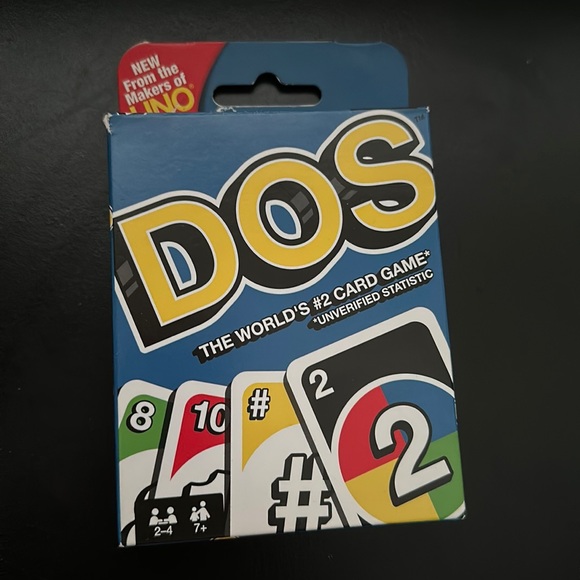 NEW
From the
Makers of
UNO
DOS
TM
THE WORLD'S #2 CARD GAME*
*UNVERIFIED STATISTIC
8
10
#
#
2
2
2-4
7+